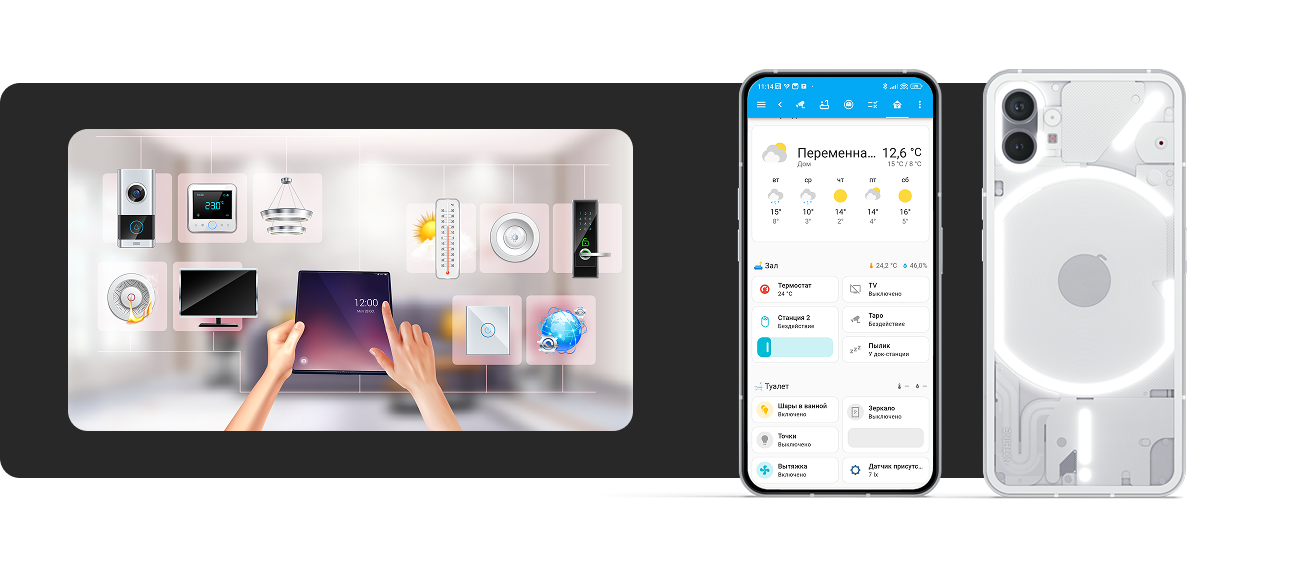 23.0°
12:00
11:14
Переменна... 12,6 °C
Дом 15 °C / 8 °C
вт ср чт пт сб
15° 10° 14° 14° 16°
8° 3° 2° 4° 5°
Зал 24,2 °C 46,0%
Термостат
24 °C
TV
Выключено
Станция 2
Бездействие
Таро
Бездействие
Пылик
У док-станции
Туалет – –
Шары в ванной
Включено
Зеркало
Выключено
Точки
Выключено
Вытяжка
Включено
Датчик присутс...
7 lx